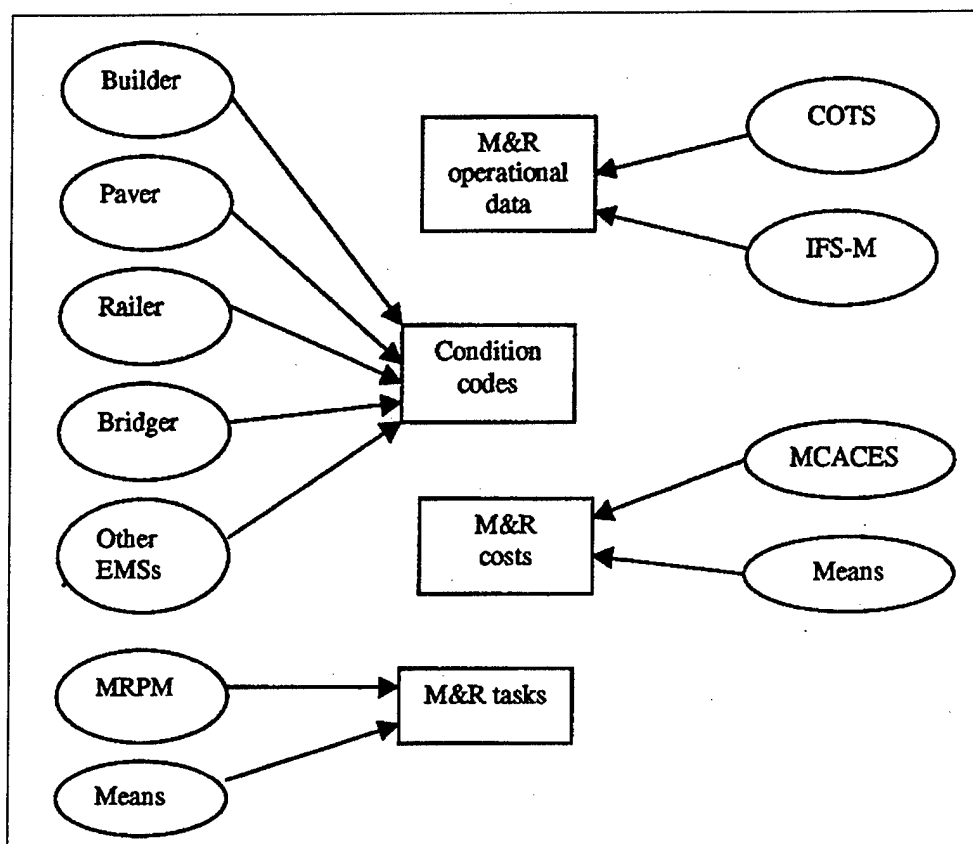 Builder
Paver
Railer
Bridger
Other
EMSs
MRPM
Means
M&R
operational
data
Condition
codes
M&R
costs
M&R tasks
COTS
IFS-M
MCACES
Means